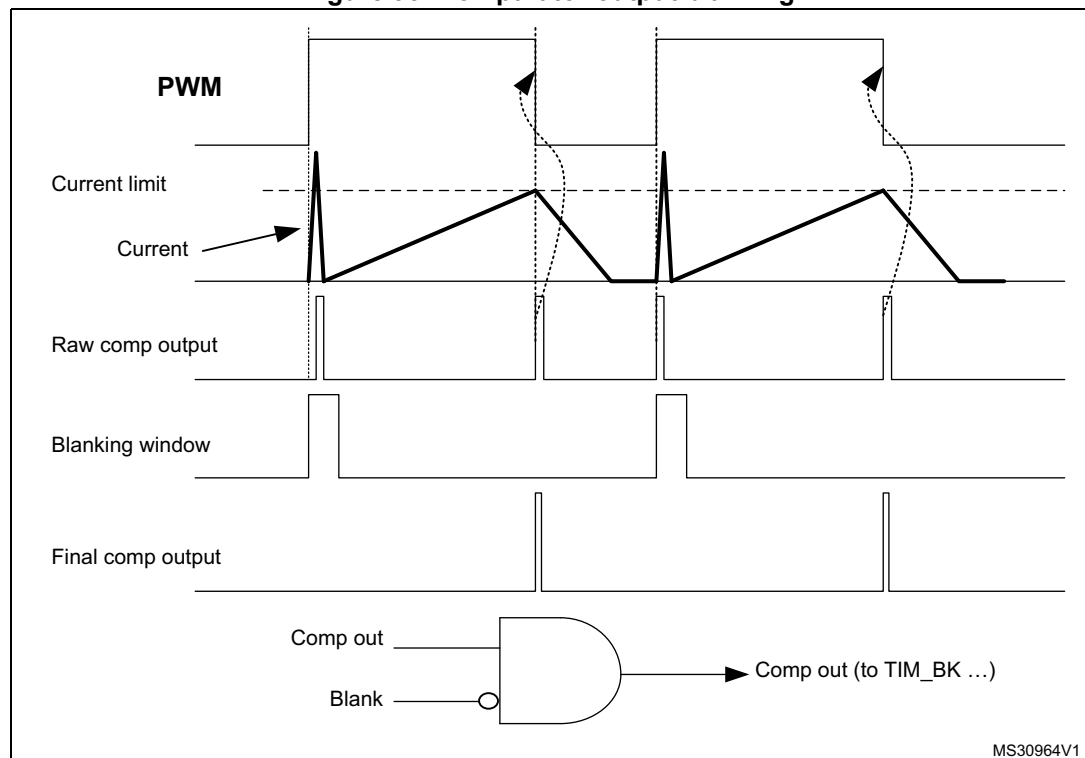 PWM
Current limit
Current
Raw comp output
Blanking window
Final comp output
Comp out
Comp out (to TIM_BK …)
Blank
MS30964V1